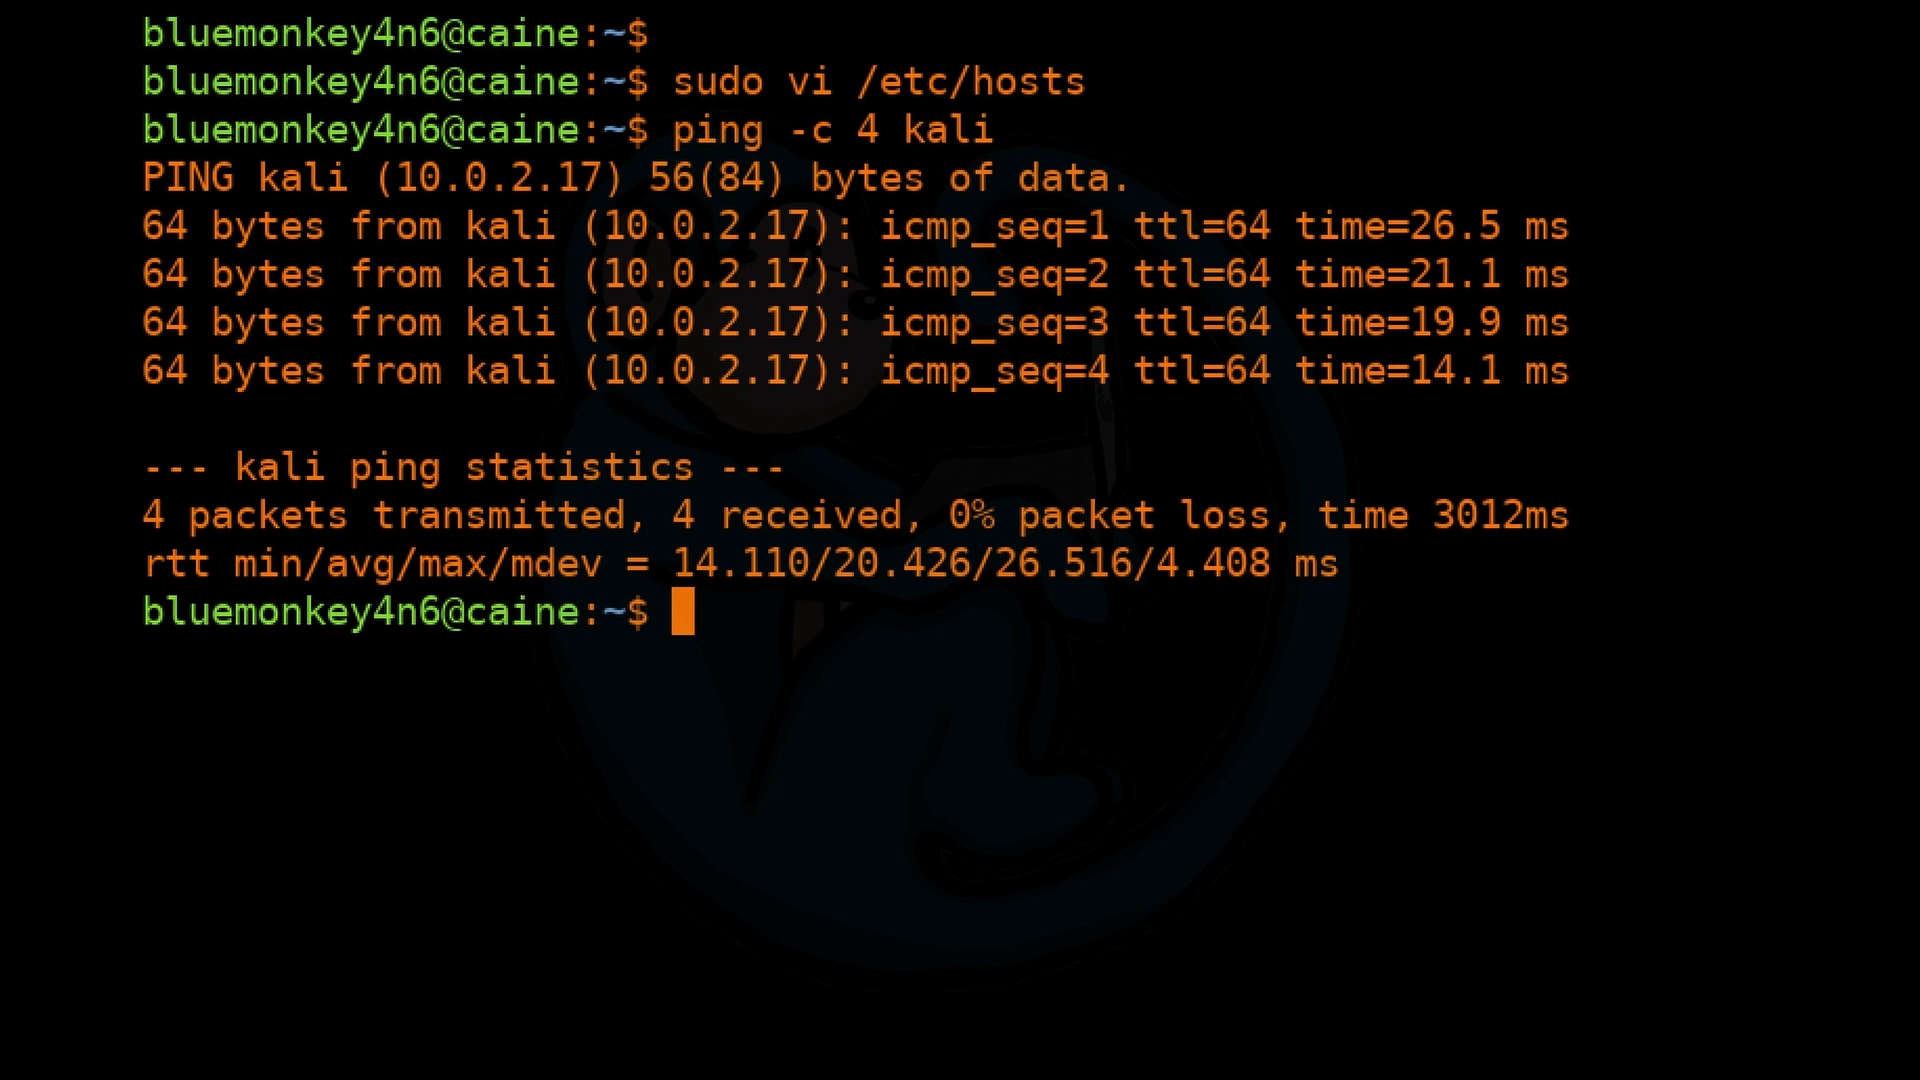 bluemonkey4n6@caine:~$
bluemonkey4n6@caine:~$ sudo vi /etc/hosts
bluemonkey4n6@caine:~$ ping -c 4 kali
PING kali (10.0.2.17) 56(84) bytes of data.
64 bytes from kali (10.0.2.17): icmp_seq=1 ttl=64 time=26.5 ms
64 bytes from kali (10.0.2.17): icmp_seq=2 ttl=64 time=21.1 ms
64 bytes from kali (10.0.2.17): icmp_seq=3 ttl=64 time=19.9 ms
64 bytes from kali (10.0.2.17): icmp_seq=4 ttl=64 time=14.1 ms

--- kali ping statistics ---
4 packets transmitted, 4 received, 0% packet loss, time 3012ms
rtt min/avg/max/mdev = 14.110/20.426/26.516/4.408 ms
bluemonkey4n6@caine:~$